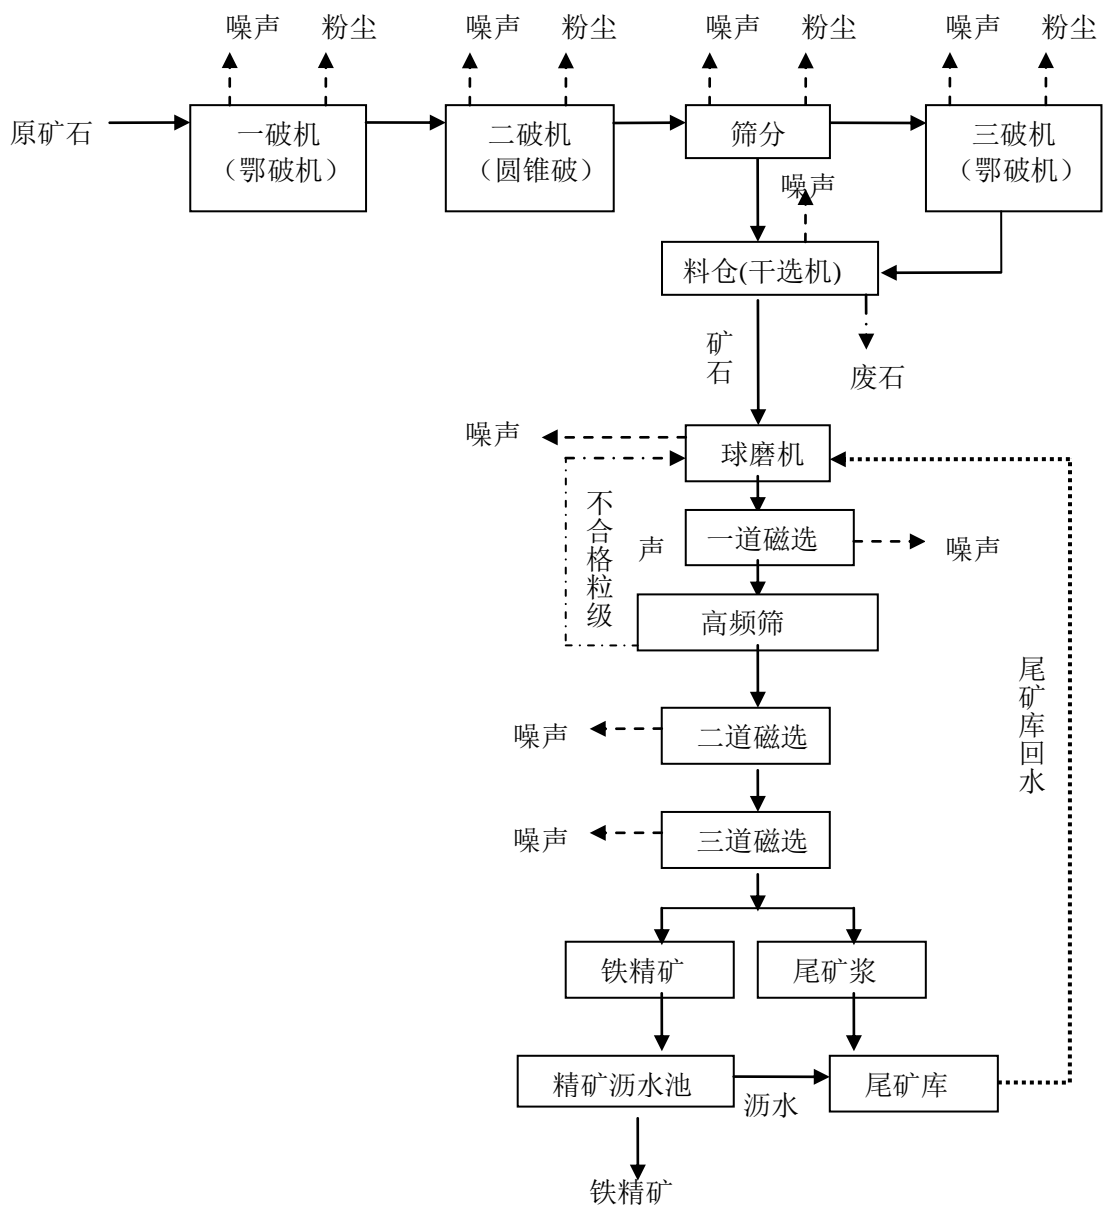 噪声
粉尘
噪声
粉尘
噪声
粉尘
噪声
粉尘
原矿石
一破机
（鄂破机）
二破机
（圆锥破）
筛分
三破机
（鄂破机）
噪声
料仓(干选机)
矿石
废石
噪声
球磨机
不合格粒级
声
一道磁选
噪声
高频筛
尾矿库回水
噪声
二道磁选
噪声
三道磁选
铁精矿
尾矿浆
精矿沥水池
沥水
尾矿库
铁精矿